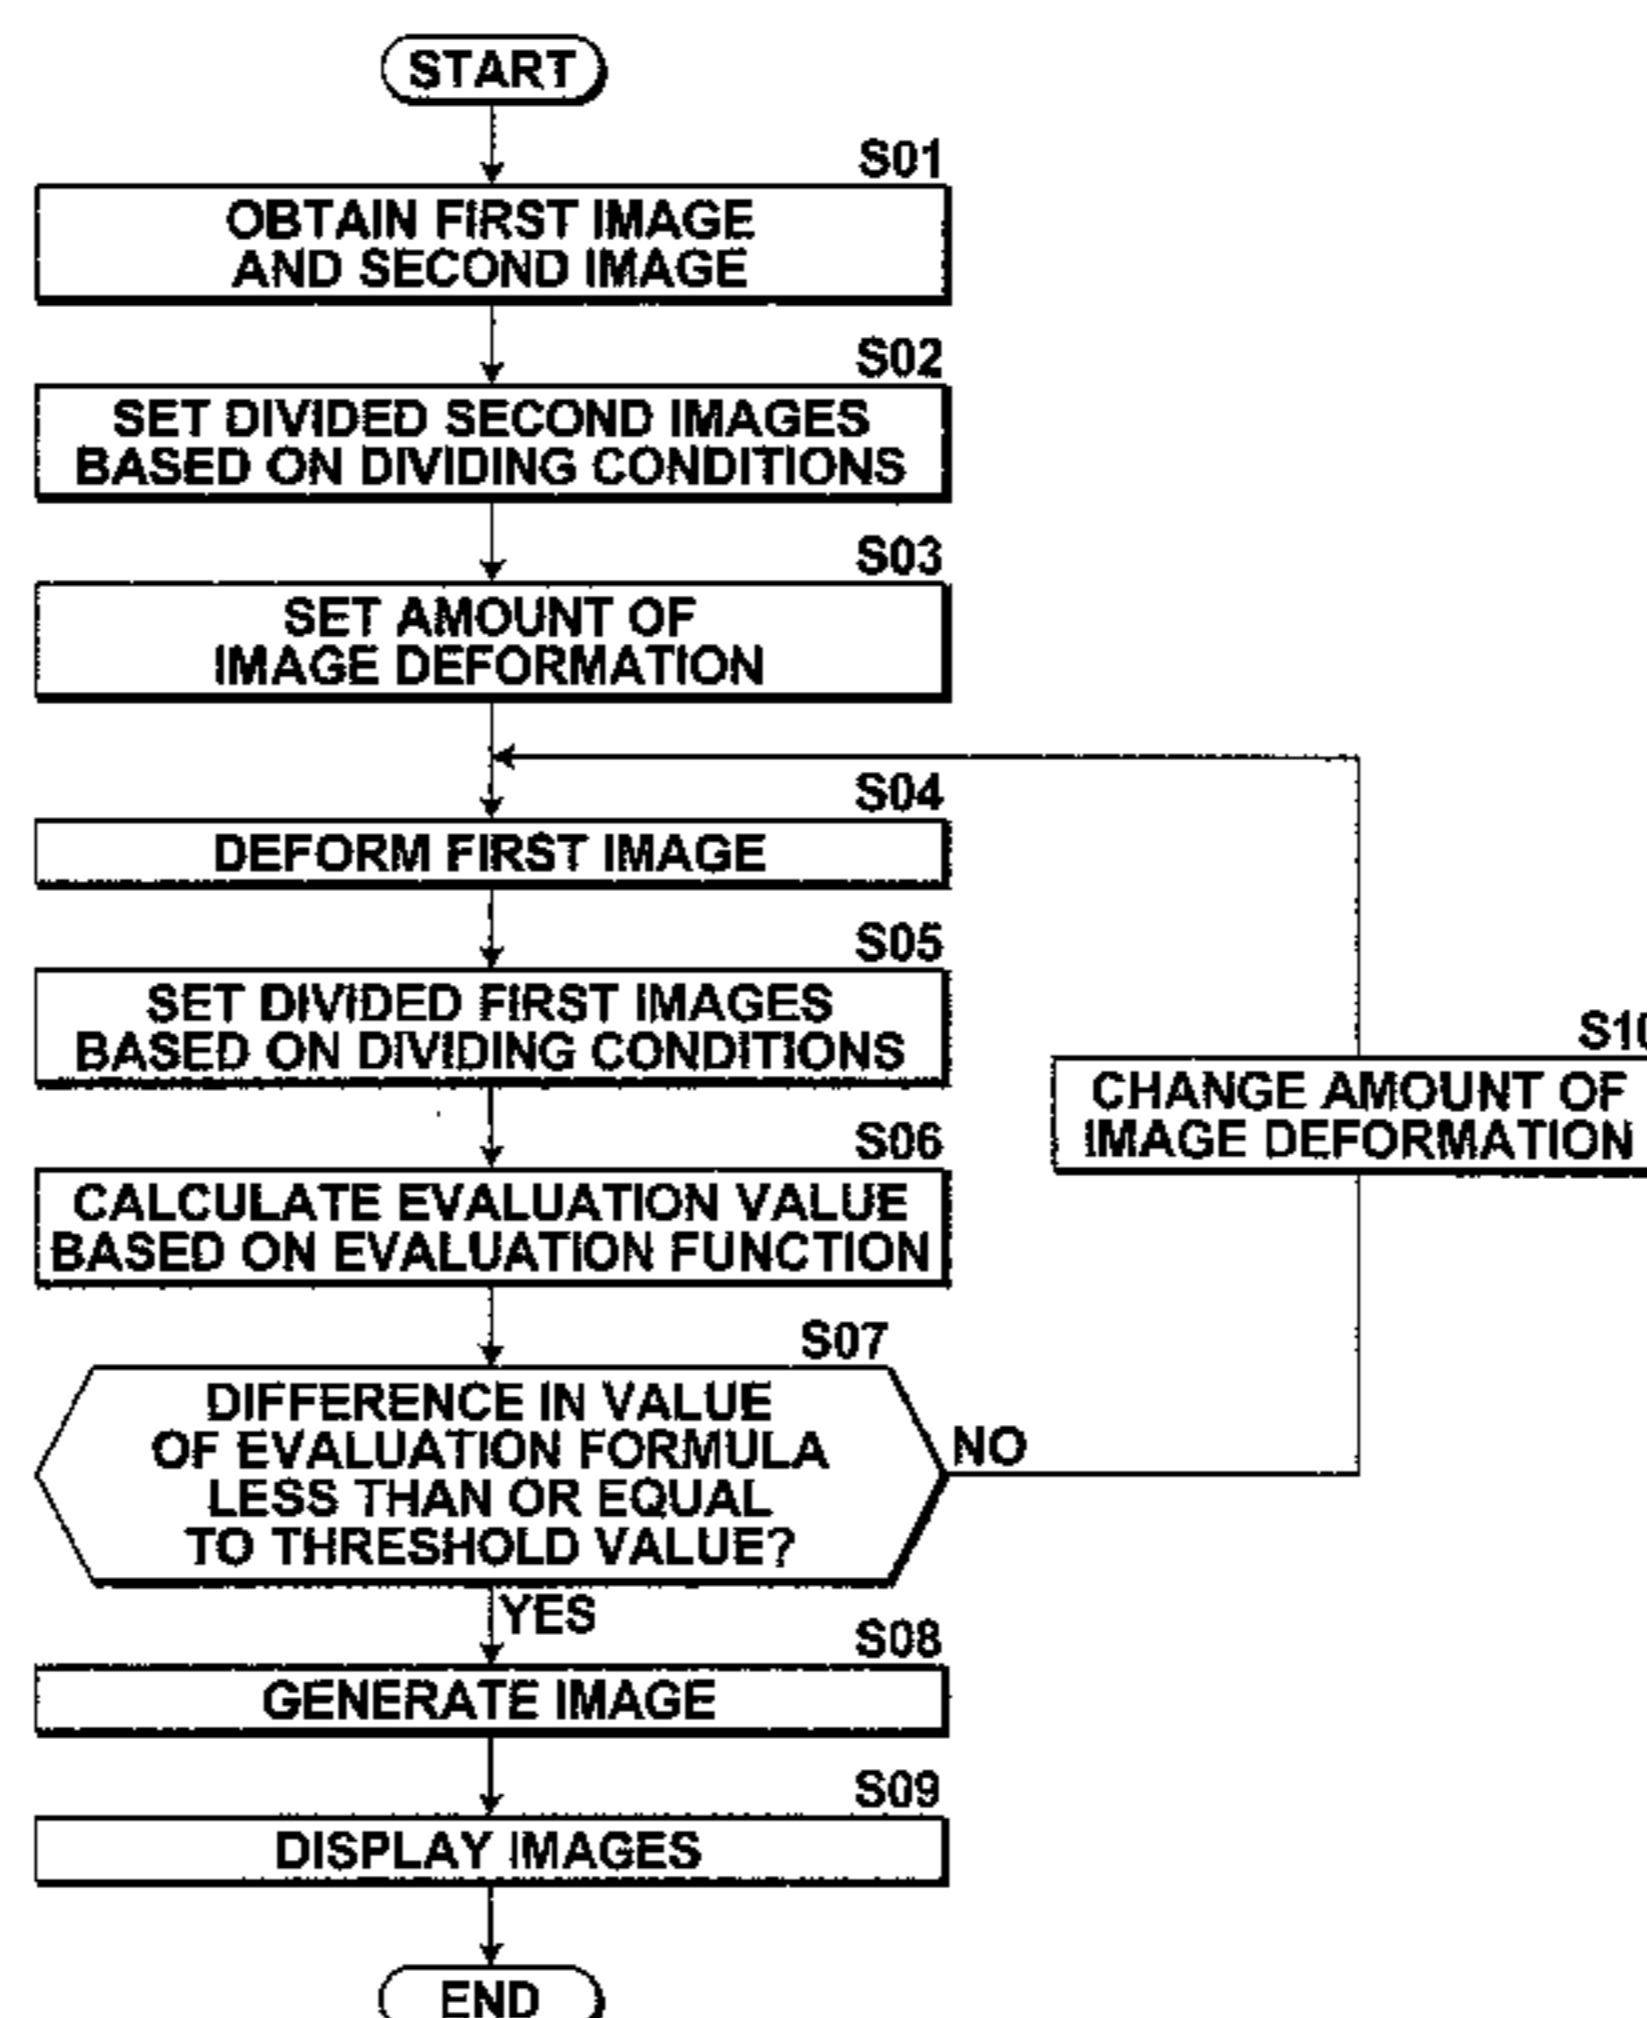 START
S01
OBTAIN FIRST IMAGE
AND SECOND IMAGE
S02
SET DIVIDED SECOND IMAGES
BASED ON DIVIDING CONDITIONS
S03
SET AMOUNT OF
IMAGE DEFORMATION
S04
DEFORM FIRST IMAGE
S05
SET DIVIDED FIRST IMAGES
BASED ON DIVIDING CONDITIONS
S10
CHANGE AMOUNT OF
IMAGE DEFORMATION
S06
CALCULATE EVALUATION VALUE
BASED ON EVALUATION FUNCTION
S07
DIFFERENCE IN VALUE
OF EVALUATION FORMULA
LESS THAN OR EQUAL
TO THRESHOLD VALUE?
NO
YES
S08
GENERATE IMAGE
S09
DISPLAY IMAGES
END